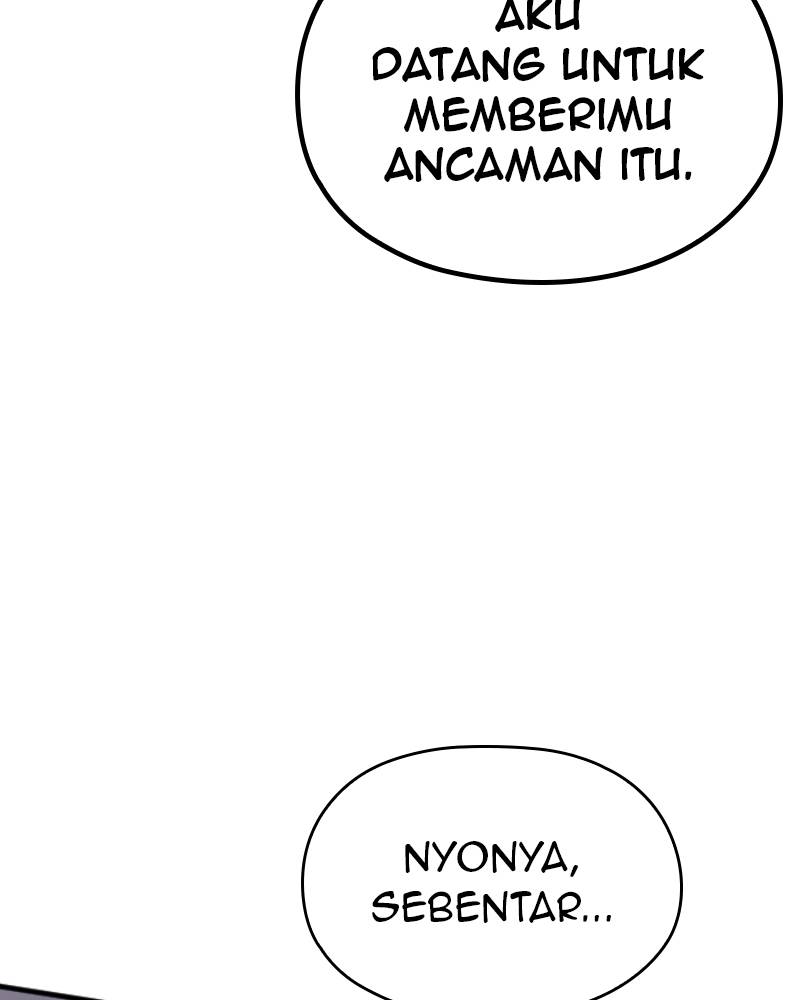 AKU
DATANG UNTUK
MEMBERIMU
ANCAMAN ITU.
NYONYA,
SEBENTAR...